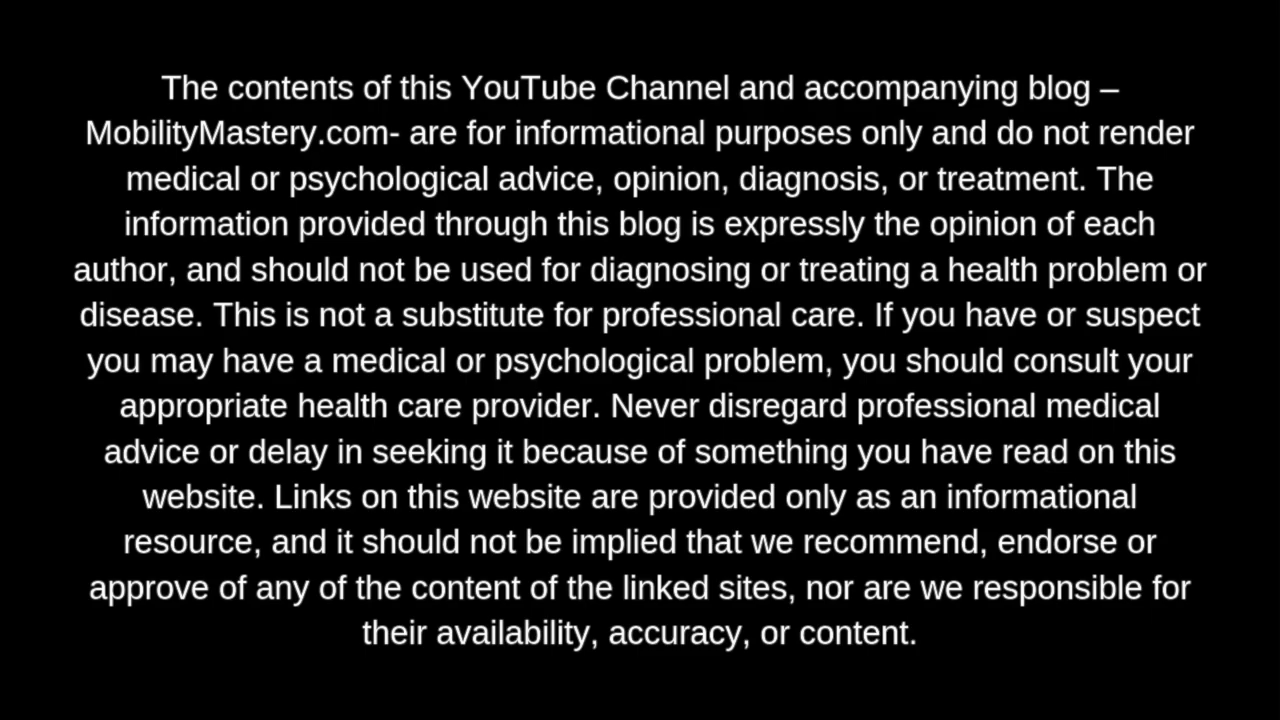 The contents of this YouTube Channel and accompanying blog –
MobilityMastery.com- are for informational purposes only and do not render
medical or psychological advice, opinion, diagnosis, or treatment. The
information provided through this blog is expressly the opinion of each
author, and should not be used for diagnosing or treating a health problem or
disease. This is not a substitute for professional care. If you have or suspect
you may have a medical or psychological problem, you should consult your
appropriate health care provider. Never disregard professional medical
advice or delay in seeking it because of something you have read on this
website. Links on this website are provided only as an informational
resource, and it should not be implied that we recommend, endorse or
approve of any of the content of the linked sites, nor are we responsible for
their availability, accuracy, or content.